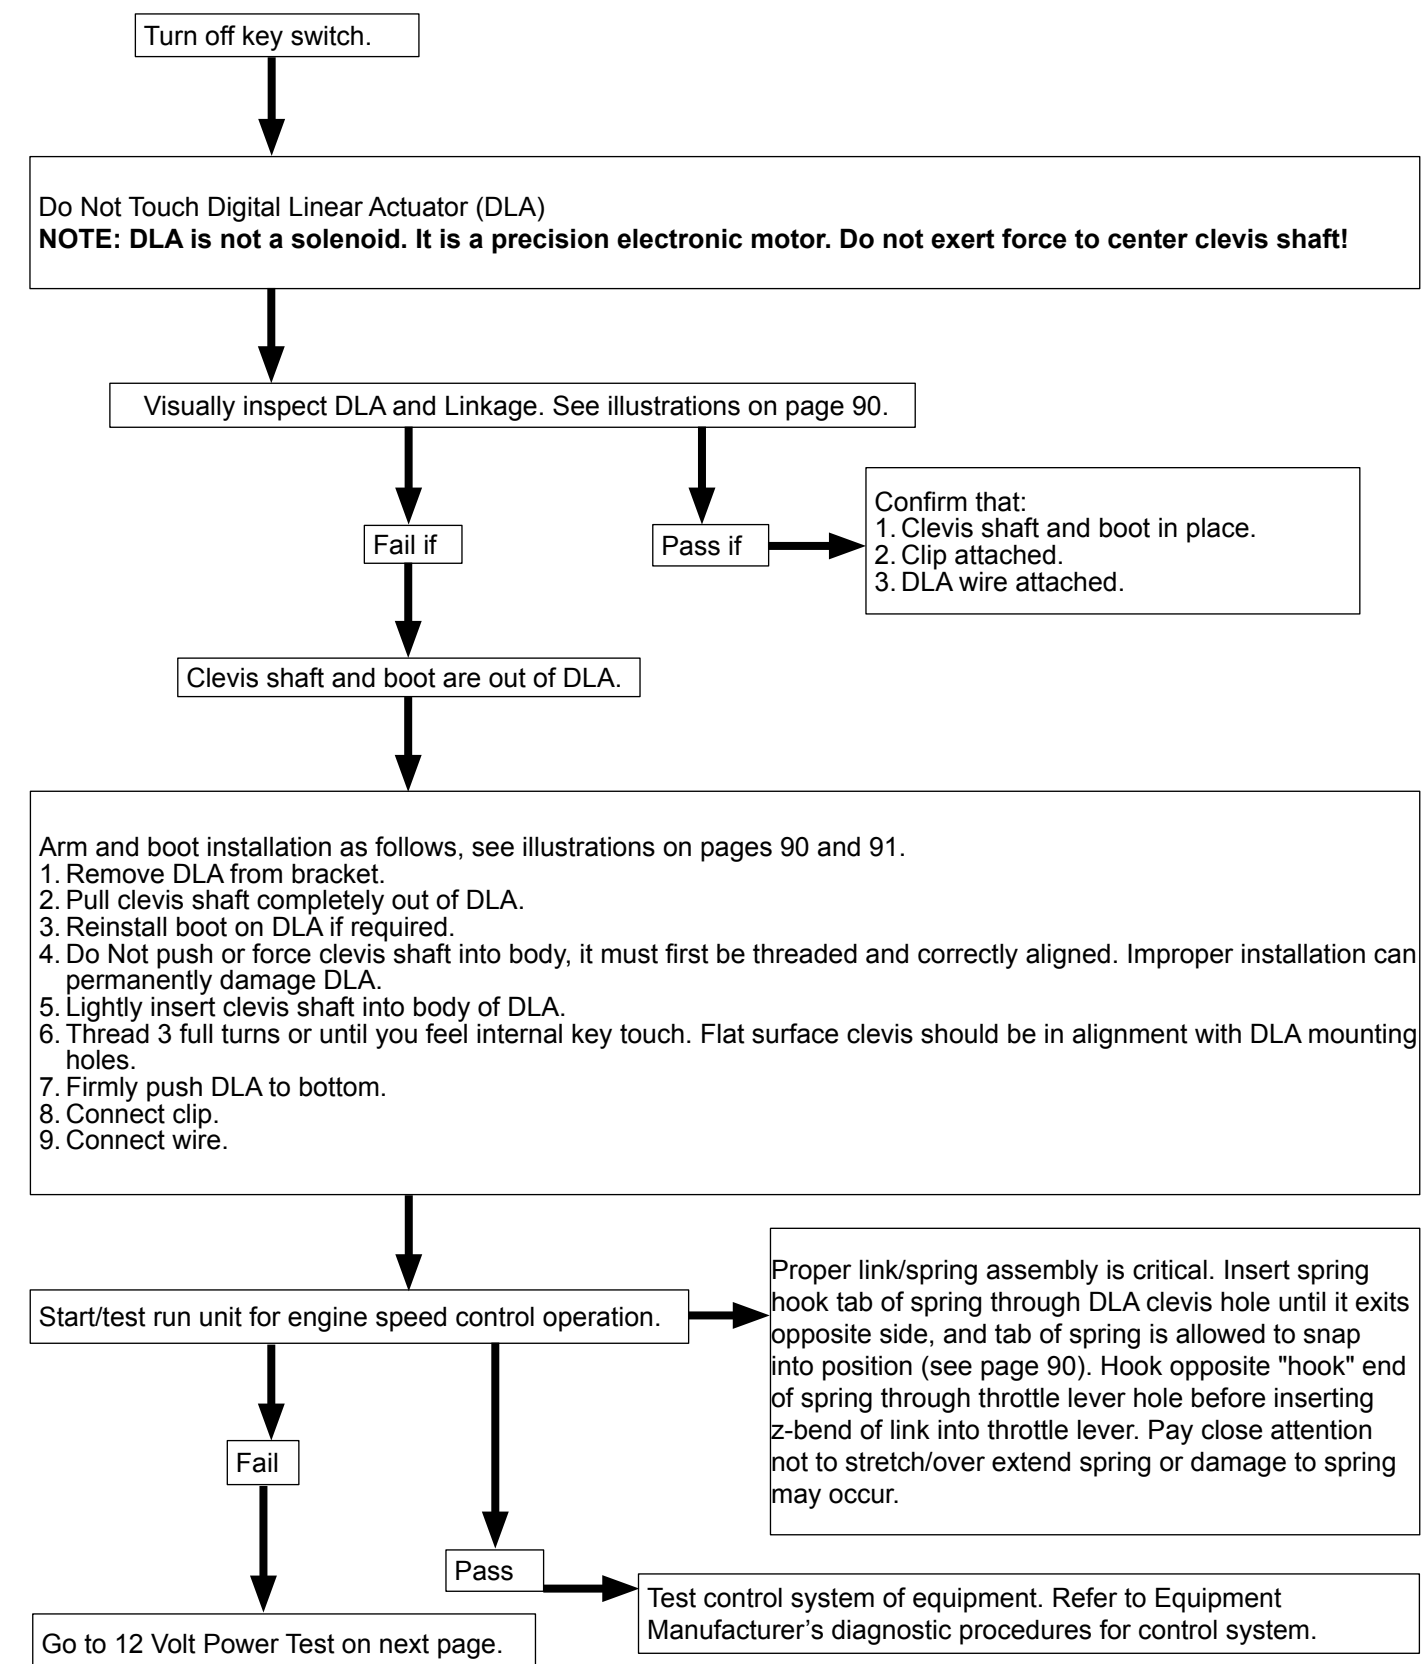 Turn off key switch.
Do Not Touch Digital Linear Actuator (DLA)
NOTE: DLA is not a solenoid. It is a precision electronic motor. Do not exert force to center clevis shaft!
Visually inspect DLA and Linkage. See illustrations on page 90.
Fail if
Pass if
Confirm that:
1. Clevis shaft and boot in place.
2. Clip attached.
3. DLA wire attached.
Clevis shaft and boot are out of DLA.
Arm and boot installation as follows, see illustrations on pages 90 and 91.
1. Remove DLA from bracket.
2. Pull clevis shaft completely out of DLA.
3. Reinstall boot on DLA if required.
4. Do Not push or force clevis shaft into body, it must first be threaded and correctly aligned. Improper installation can
permanently damage DLA.
5. Lightly insert clevis shaft into body of DLA.
6. Thread 3 full turns or until you feel internal key touch. Flat surface clevis should be in alignment with DLA mounting
holes.
7. Firmly push DLA to bottom.
8. Connect clip.
9. Connect wire.
Start/test run unit for engine speed control operation.
Proper link/spring assembly is critical. Insert spring
hook tab of spring through DLA clevis hole until it exits
opposite side, and tab of spring is allowed to snap
into position (see page 90). Hook opposite "hook" end
of spring through throttle lever hole before inserting
z-bend of link into throttle lever. Pay close attention
not to stretch/over extend spring or damage to spring
may occur.
Fail
Pass
Test control system of equipment. Refer to Equipment
Manufacturer’s diagnostic procedures for control system.
Go to 12 Volt Power Test on next page.